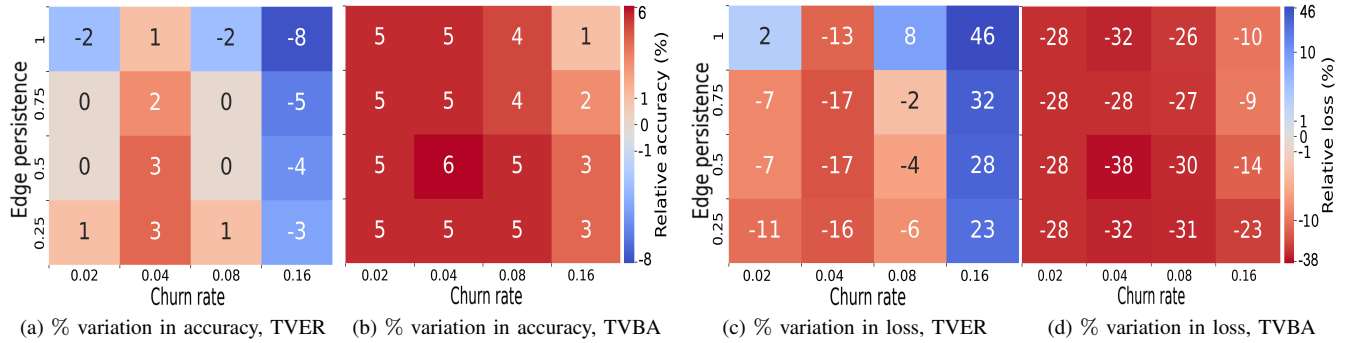 Edge persistence
1
0.75
0.5
0.25
-2 1 -2 -8
0 2 0 -5
0 3 0 -4
1 3 1 -3
0.02 0.04 0.08 0.16
Churn rate
(a) % variation in accuracy, TVER
5 5 4 1
5 5 4 2
5 6 5 3
5 5 5 3
0.02 0.04 0.08 0.16
Churn rate
6
1
0
-1
-8
Relative accuracy (%)
(b) % variation in accuracy, TVBA
Edge persistence
1
0.75
0.5
0.25
2 -13 8 46
-7 -17 -2 32
-7 -17 -4 28
-11 -16 -6 23
0.02 0.04 0.08 0.16
Churn rate
(c) % variation in loss, TVER
-28 -32 -26 -10
-28 -28 -27 -9
-28 -38 -30 -14
-28 -32 -31 -23
0.02 0.04 0.08 0.16
Churn rate
46
10
1
0
-1
-10
-38
Relative loss (%)
(d) % variation in loss, TVBA